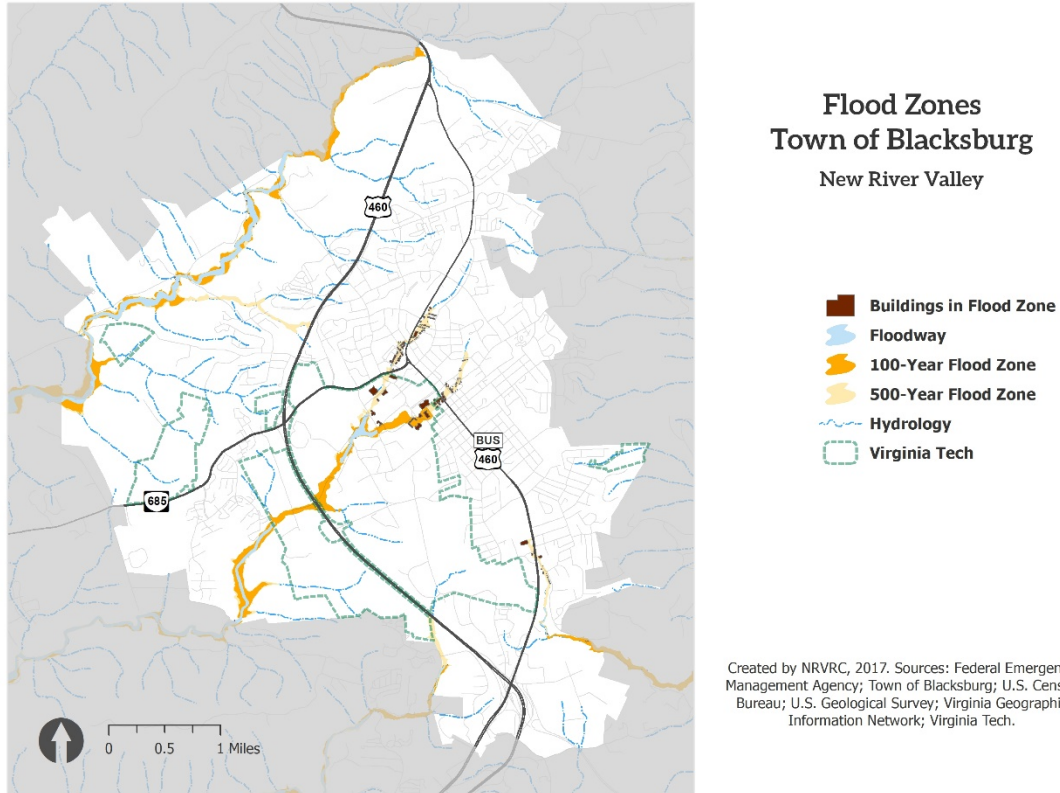 Flood Zones
Town of Blacksburg
New River Valley
460
Buildings in Flood Zone
Floodway
100-Year Flood Zone
500-Year Flood Zone
Hydrology
Virginia Tech
BUS
460
685
Created by NRVRC, 2017. Sources: Federal Emergen
Management Agency; Town of Blacksburg; U.S. Cens
Bureau; U.S. Geological Survey; Virginia Geographi
Information Network; Virginia Tech.
0 0.5 1 Miles